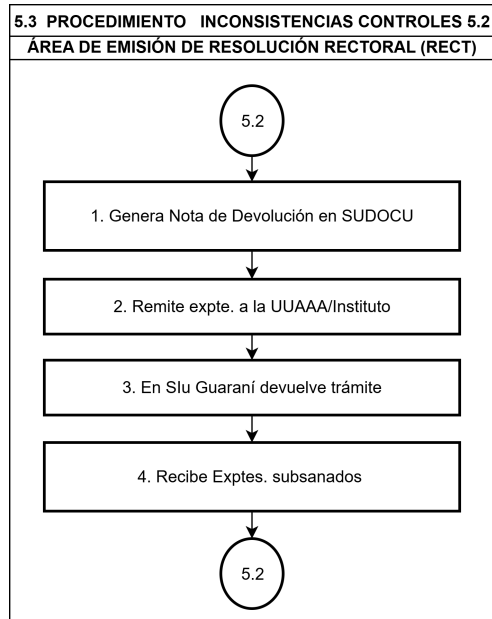 5.3 PROCEDIMIENTO INCONSISTENCIAS CONTROLES 5.2
ÁREA DE EMISIÓN DE RESOLUCIÓN RECTORAL (RECT)
5.2
1. Genera Nota de Devolución en SUDOCU
2. Remite expte. a la UUAAA/Instituto
3. En SIu Guaraní devuelve trámite
4. Recibe Exptes. subsanados
5.2